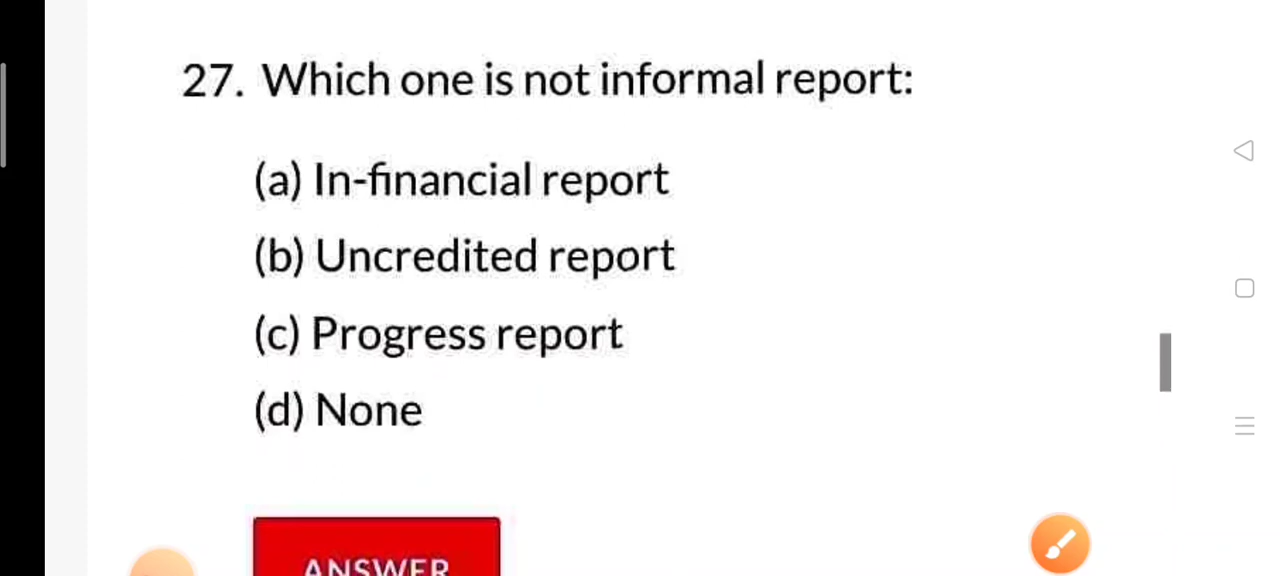 27. Which one is not informal report:
(a) In-financial report
(b) Uncredited report
(c) Progress report
(d) None
ANSWER